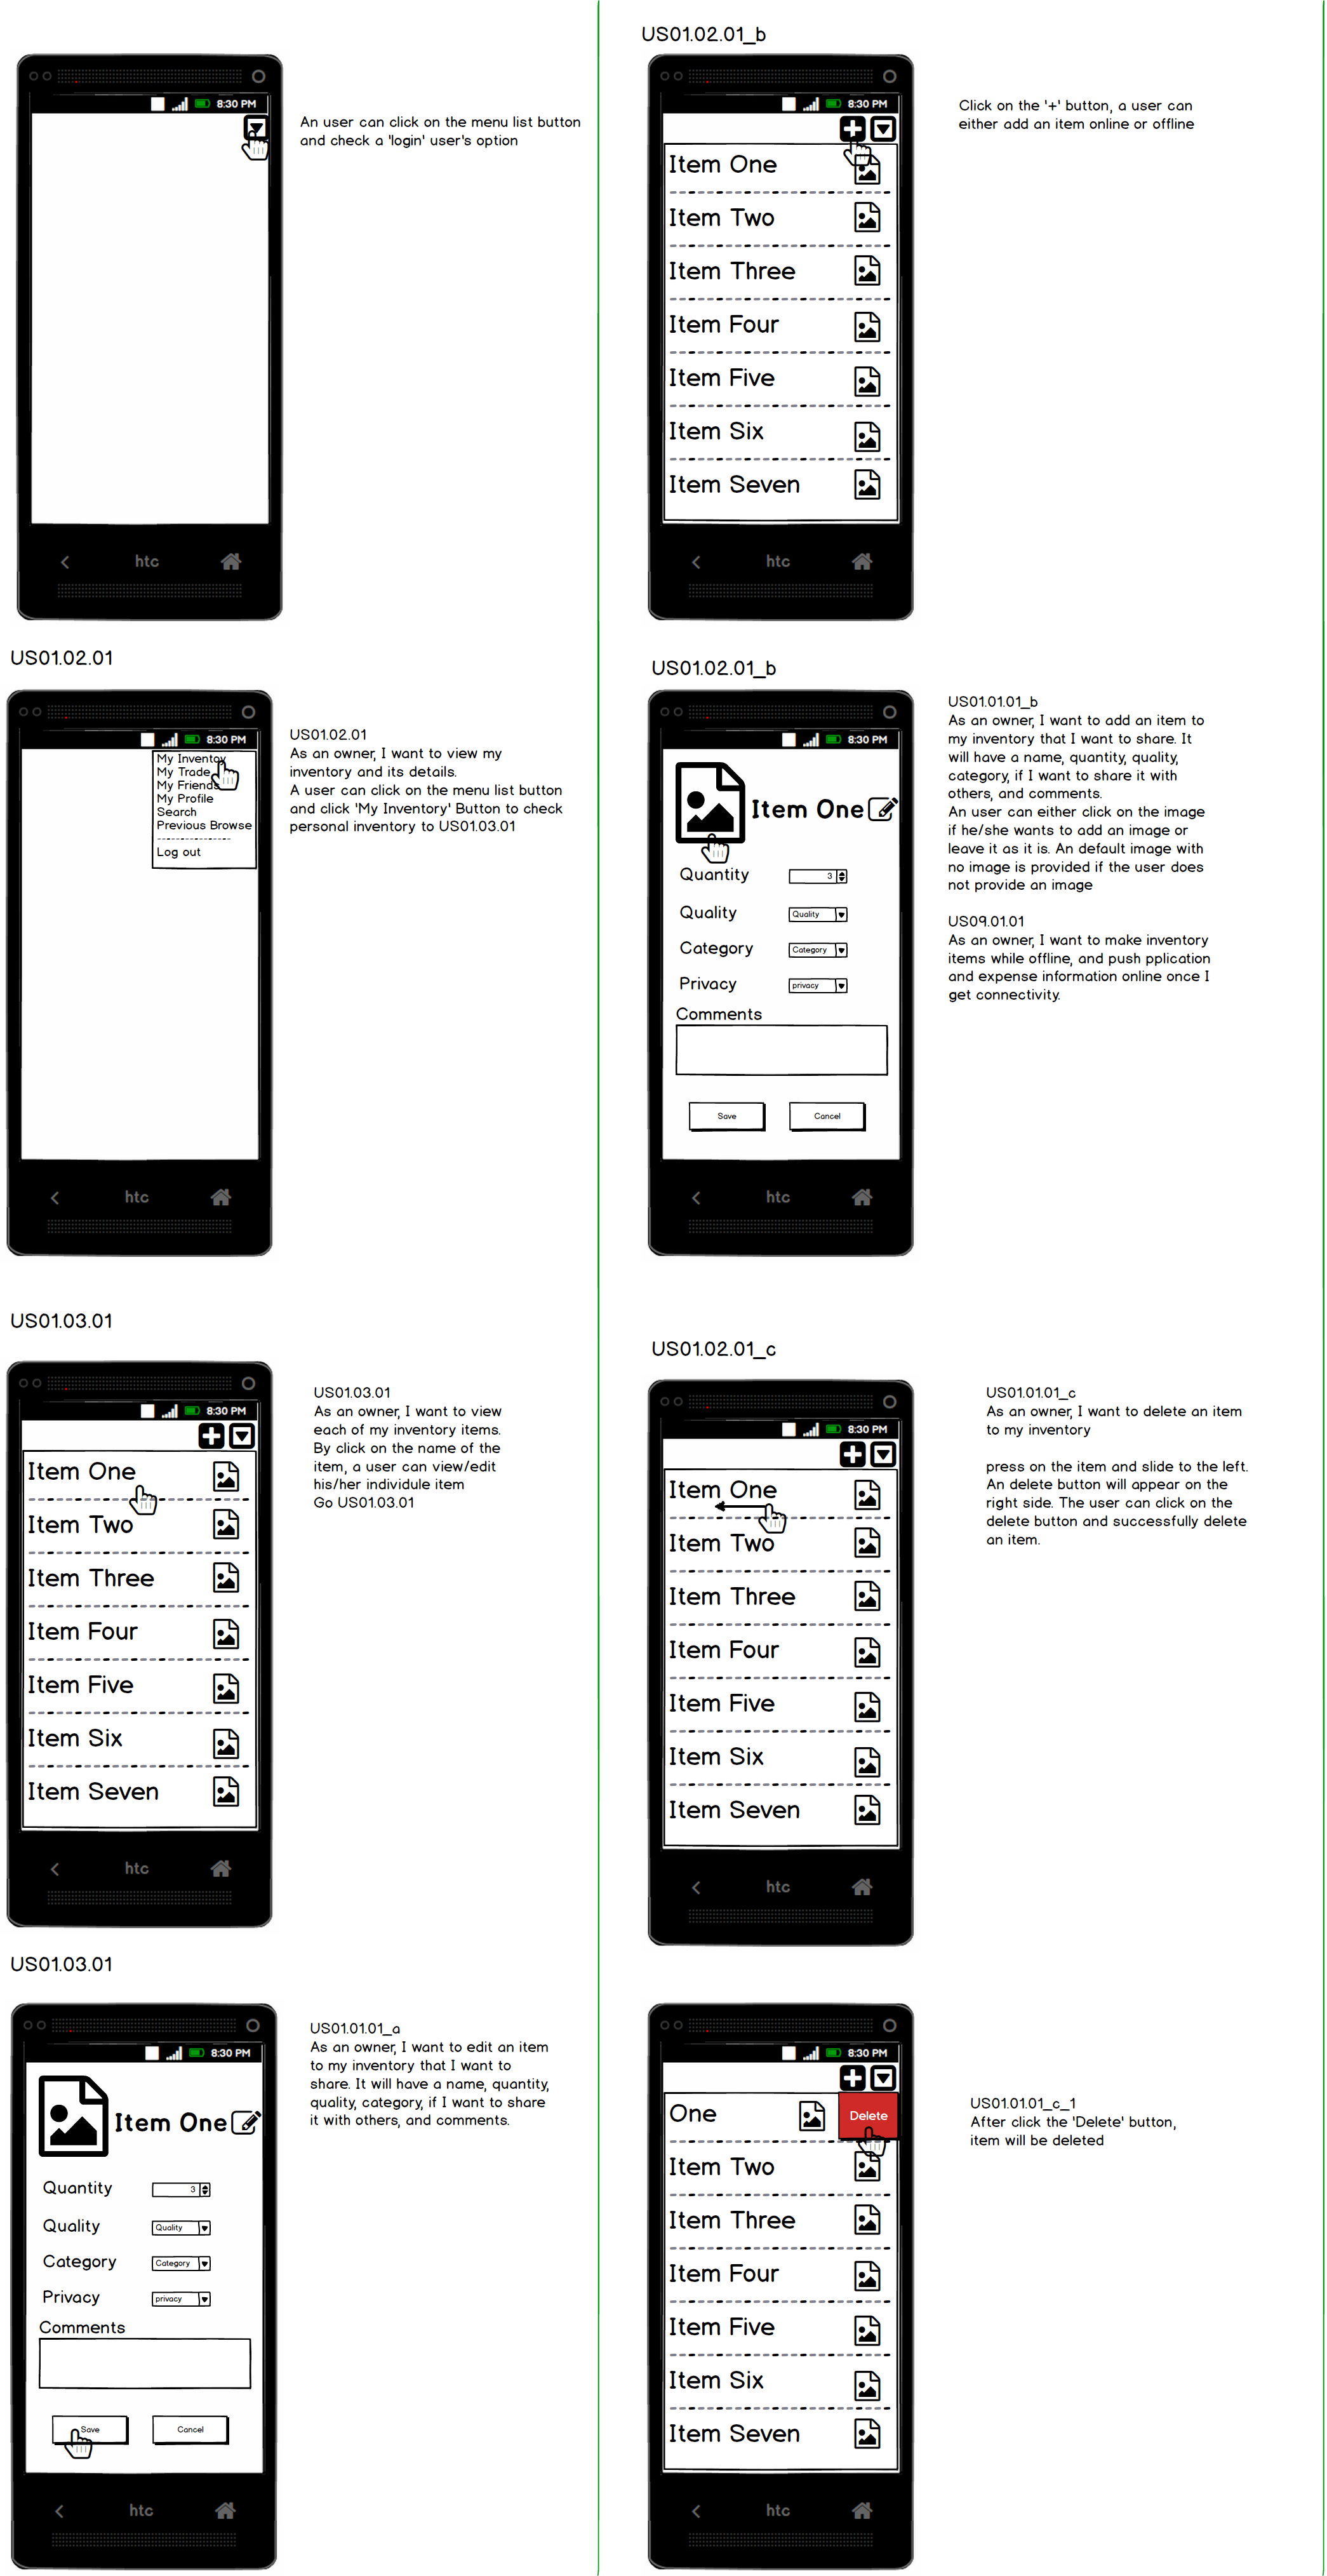 8:30 PM
An user can click on the menu list button
and check a 'login' user's option
htc
US01.02.01
8:30 PM
My Inventoy
My Trade
My Friends
My Profile
Search
Previous Browse
Log out
US01.02.01
As an owner, I want to view my
inventory and its details.
A user can click on the menu list button
and click 'My Inventory' Button to check
personal inventory to US01.03.01
htc
US01.03.01
8:30 PM
Item One
Item Two
Item Three
Item Four
Item Five
Item Six
Item Seven
US01.03.01
As an owner, I want to view
each of my inventory items.
By click on the name of the
item, a user can view/edit
his/her individule item
Go US01.03.01
htc
US01.03.01
8:30 PM
Item One
Quantity 3
Quality Quality
Category Category
Privacy privacy
Comments
Save Cancel
US01.01.01_a
As an owner, I want to edit an item
to my inventory that I want to
share. It will have a name, quantity,
quality, category, if I want to share
it with others, and comments.
htc
US01.02.01_b
8:30 PM
Item One
Item Two
Item Three
Item Four
Item Five
Item Six
Item Seven
Click on the '+' button, a user can
either add an item online or offline
htc
US01.02.01_b
8:30 PM
Item One
Quantity 3
Quality Quality
Category Category
Privacy privacy
Comments
Save Cancel
US01.01.01_b
As an owner, I want to add an item to
my inventory that I want to share. It
will have a name, quantity, quality,
category, if I want to share it with
others, and comments.
An user can either click on the image
if he/she wants to add an image or
leave it as it is. An default image with
no image is provided if the user does
not provide an image
US09.01.01
As an owner, I want to make inventory
items while offline, and push pplication
and expense information online once I
get connectivity.
htc
US01.02.01_c
8:30 PM
Item One
Item Two
Item Three
Item Four
Item Five
Item Six
Item Seven
US01.01.01_c
As an owner, I want to delete an item
to my inventory
press on the item and slide to the left.
An delete button will appear on the
right side. The user can click on the
delete button and successfully delete
an item.
htc
8:30 PM
One Delete
Item Two
Item Three
Item Four
Item Five
Item Six
Item Seven
US01.01.01_c_1
After click the 'Delete' button,
item will be deleted
htc